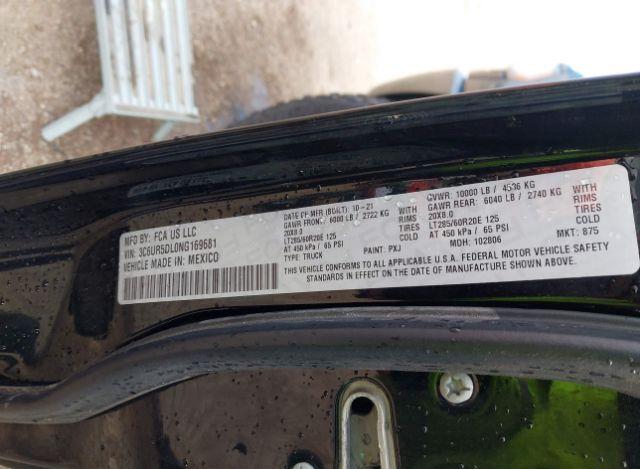 MFD BY: FCA US LLC
VIN: 3C6UR5DL0NG169681
VEHICLE MADE IN: MEXICO
DATE OF MFR (BUILT): 10-21
GAWR FRONT: 6000 LB / 2722 KG WITH
20X8.0 RIMS
LT285/60R20E 125 TIRES
AT 450 kPa / 65 PSI COLD
PAINT: PXJ
GVWR: 10000 LB / 4536 KG
GAWR REAR: 6040 LB / 2740 KG WITH
20X8.0 RIMS
LT285/60R20E 125 TIRES
AT 450 kPa / 65 PSI COLD
MDH: 102806 MKT: 875
THIS VEHICLE CONFORMS TO ALL APPLICABLE U.S.A. FEDERAL MOTOR VEHICLE SAFETY
STANDARDS IN EFFECT ON THE DATE OF MANUFACTURE SHOWN ABOVE. TYPE: TRUCK